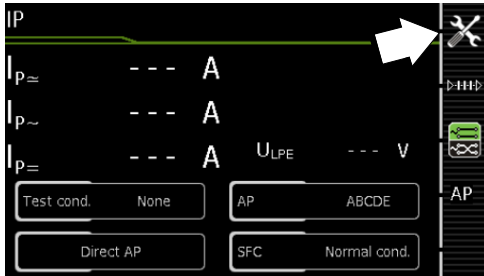 IP
Ip≃ --- A
Ip~ --- A
Ip= --- A ULPE --- V
AP
Test cond. None AP ABCDE
Direct AP SFC Normal cond.